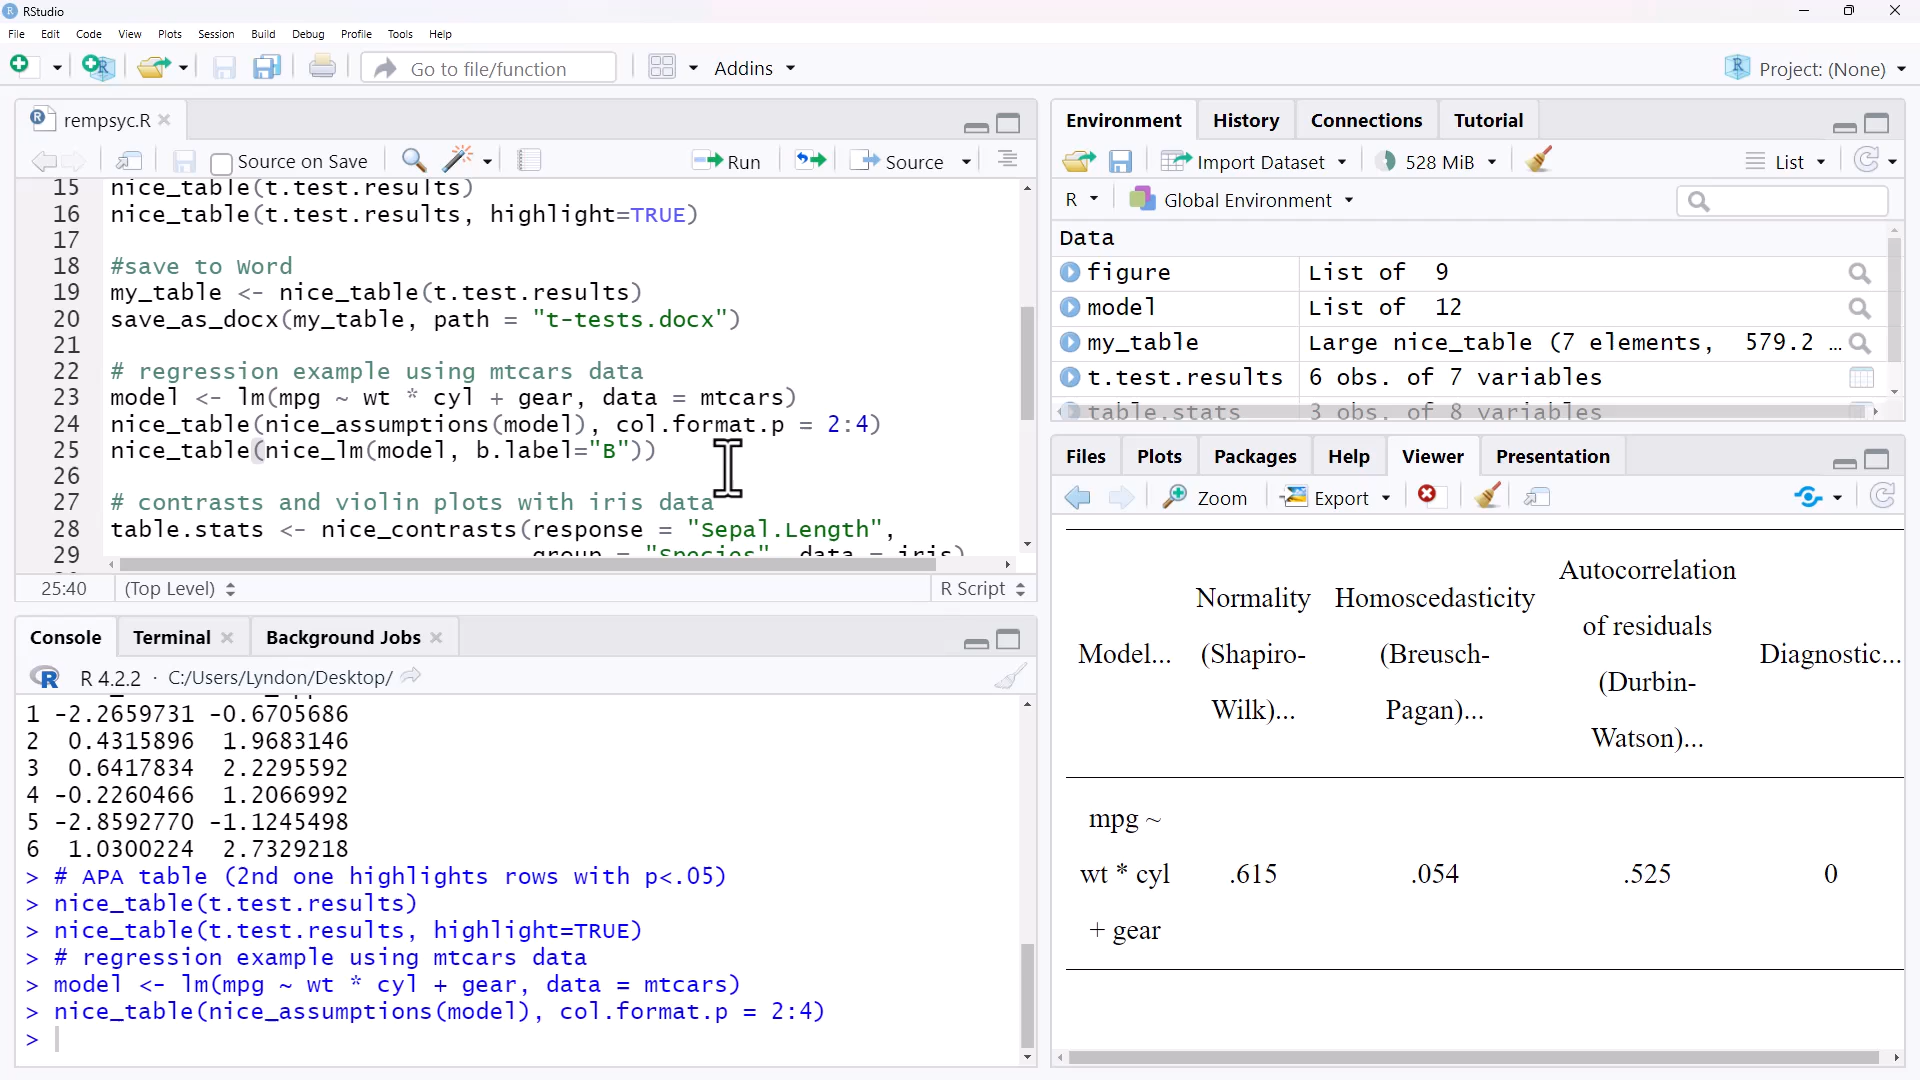 RStudio
File Edit Code View Plots Session Build Debug Profile Tools Help
Go to file/function Addins Project: (None)
rempsyc.R
Source on Save Run Source
15 nice_table(t.test.results)
16 nice_table(t.test.results, highlight=TRUE)
17
18 #save to Word
19 my_table <- nice_table(t.test.results)
20 save_as_docx(my_table, path = "t-tests.docx")
21
22 # regression example using mtcars data
23 model <- lm(mpg ~ wt * cyl + gear, data = mtcars)
24 nice_table(nice_assumptions(model), col.format.p = 2:4)
25 nice_table(nice_lm(model, b.label="B"))
26
27 # contrasts and violin plots with iris data
28 table.stats <- nice_contrasts(response = "Sepal.Length",
29 group = "Species", data = iris)
25:40 (Top Level) R Script
Console Terminal Background Jobs
R 4.2.2 · C:/Users/Lyndon/Desktop/
1 -2.2659731 -0.6705686
2 0.4315896 1.9683146
3 0.6417834 2.2295592
4 -0.2260466 1.2066992
5 -2.8592770 -1.1245498
6 1.0300224 2.7329218
> # APA table (2nd one highlights rows with p<.05)
> nice_table(t.test.results)
> nice_table(t.test.results, highlight=TRUE)
> # regression example using mtcars data
> model <- lm(mpg ~ wt * cyl + gear, data = mtcars)
> nice_table(nice_assumptions(model), col.format.p = 2:4)
>
Environment History Connections Tutorial
Import Dataset 528 MiB List
R Global Environment
Data
figure List of 9
model List of 12
my_table Large nice_table (7 elements, 579.2 ...
t.test.results 6 obs. of 7 variables
table.stats 3 obs. of 8 variables
Files Plots Packages Help Viewer Presentation
Zoom Export
Model... Normality (Shapiro-Wilk)... Homoscedasticity (Breusch-Pagan)... Autocorrelation of residuals (Durbin-Watson)... Diagnostic...
mpg ~
wt * cyl .615 .054 .525 0
+ gear